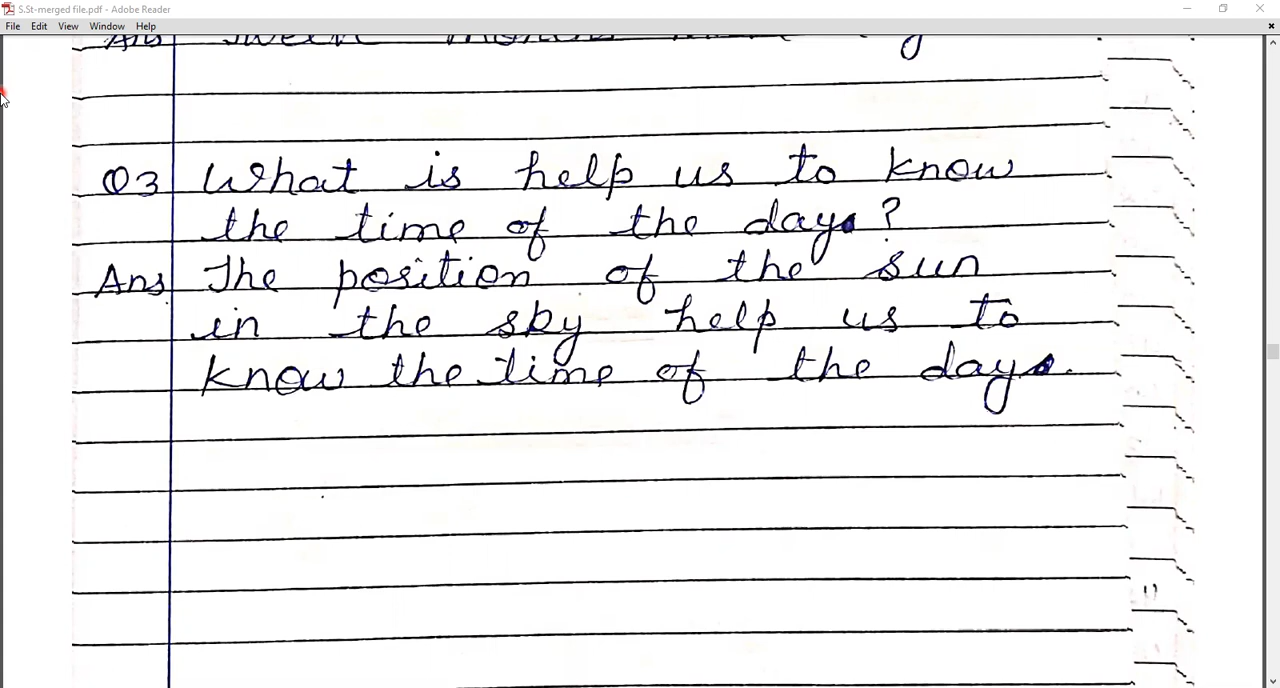 S.St-merged file.pdf - Adobe Reader
File Edit View Window Help
Q3 What is help us to know
the time of the day?
Ans The position of the sun
in the sky help us to
know the time of the day.